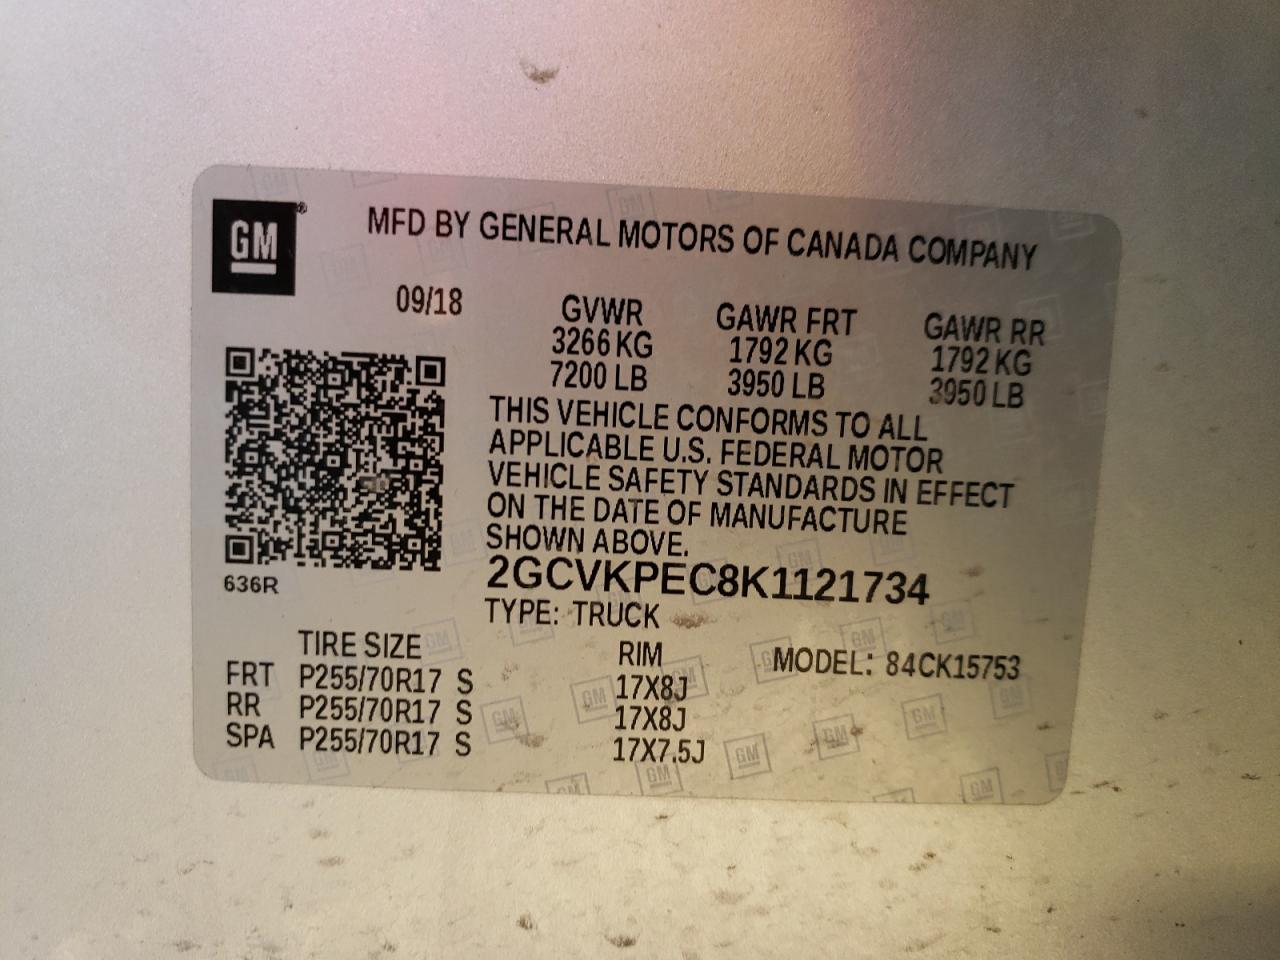 GM®
MFD BY GENERAL MOTORS OF CANADA COMPANY
09/18
GVWR GAWR FRT GAWR RR
3266 KG 1792 KG 1792 KG
7200 LB 3950 LB 3950 LB
THIS VEHICLE CONFORMS TO ALL
APPLICABLE U.S. FEDERAL MOTOR
VEHICLE SAFETY STANDARDS IN EFFECT
ON THE DATE OF MANUFACTURE
SHOWN ABOVE.
636R
2GCVKPEC8K1121734
TYPE: TRUCK
TIRE SIZE RIM MODEL: 84CK15753
FRT P255/70R17 S 17X8J
RR P255/70R17 S 17X8J
SPA P255/70R17 S 17X7.5J